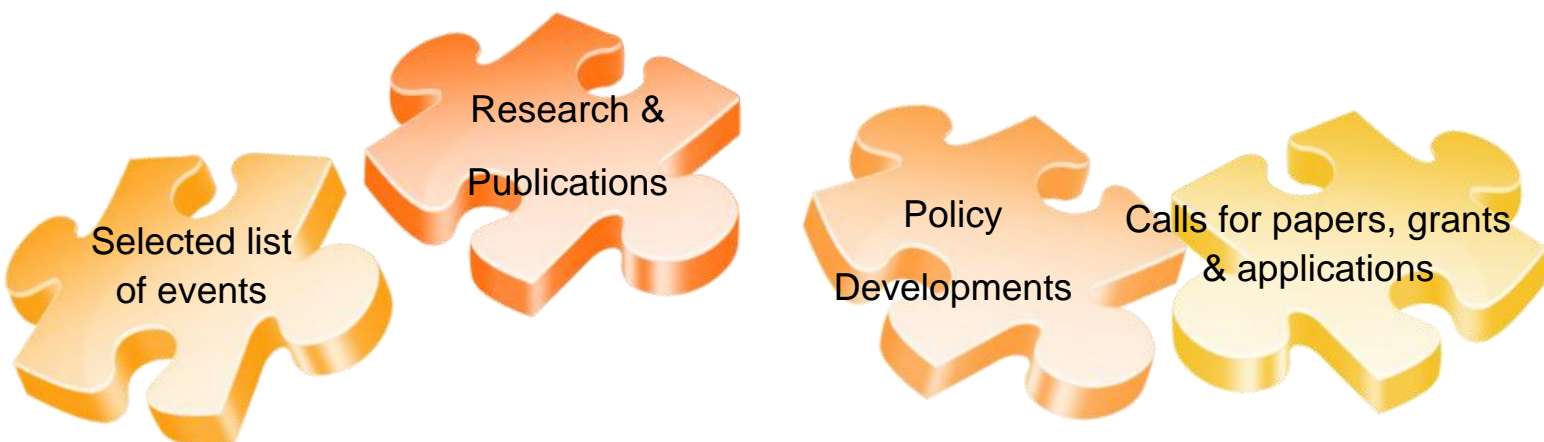 Selected list
of events
Research &
Publications
Policy
Developments
Calls for papers, grants
& applications